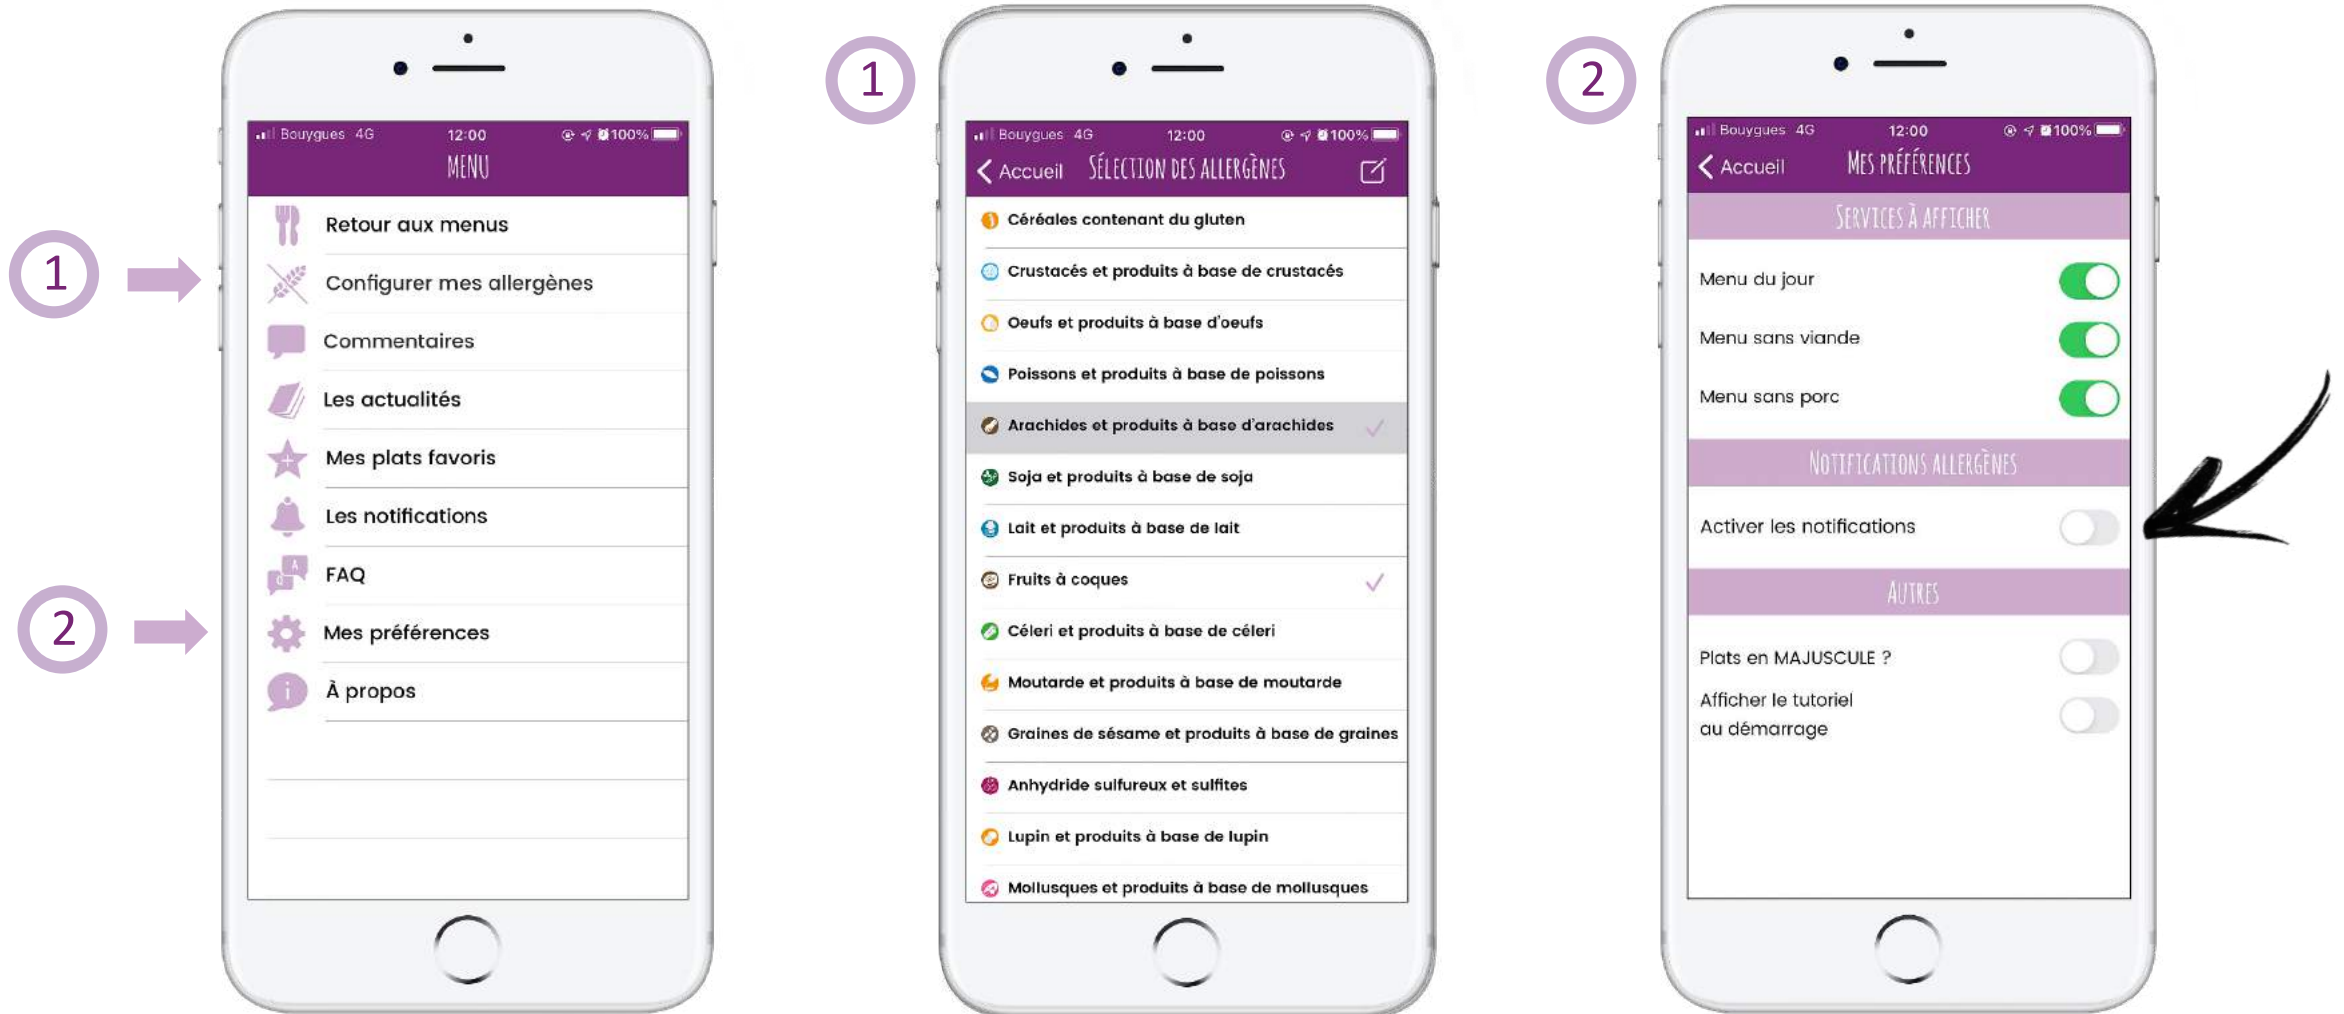 1
2
Bouygues 4G 12:00 100%
MENU
Retour aux menus
Configurer mes allergènes
Commentaires
Les actualités
Mes plats favoris
Les notifications
Q A
FAQ
Mes préférences
i
À propos
1
Bouygues 4G 12:00 100%
Accueil SÉLECTION DES ALLERGÈNES
Céréales contenant du gluten
Crustacés et produits à base de crustacés
Oeufs et produits à base d'oeufs
Poissons et produits à base de poissons
Arachides et produits à base d'arachides
Soja et produits à base de soja
Lait et produits à base de lait
Fruits à coques
Céleri et produits à base de céleri
Moutarde et produits à base de moutarde
Graines de sésame et produits à base de graines
Anhydride sulfureux et sulfites
Lupin et produits à base de lupin
Mollusques et produits à base de mollusques
2
Bouygues 4G 12:00 100%
Accueil MES PRÉFÉRENCES
SERVICES À AFFICHER
Menu du jour
Menu sans viande
Menu sans porc
NOTIFICATIONS ALLERGÈNES
Activer les notifications
AUTRES
Plats en MAJUSCULE ?
Afficher le tutoriel
au démarrage